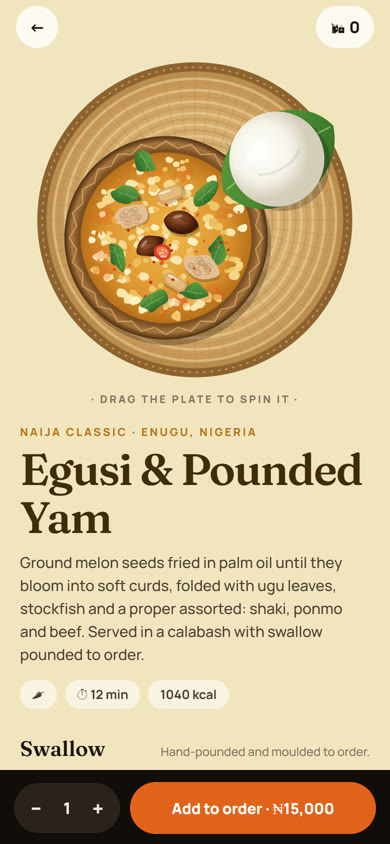 ←
0
· DRAG THE PLATE TO SPIN IT ·
NAIJA CLASSIC · ENUGU, NIGERIA
Egusi & Pounded
Yam
Ground melon seeds fried in palm oil until they
bloom into soft curds, folded with ugu leaves,
stockfish and a proper assorted: shaki, ponmo
and beef. Served in a calabash with swallow
pounded to order.
12 min 1040 kcal
Swallow Hand-pounded and moulded to order.
− 1 + Add to order · ₦15,000